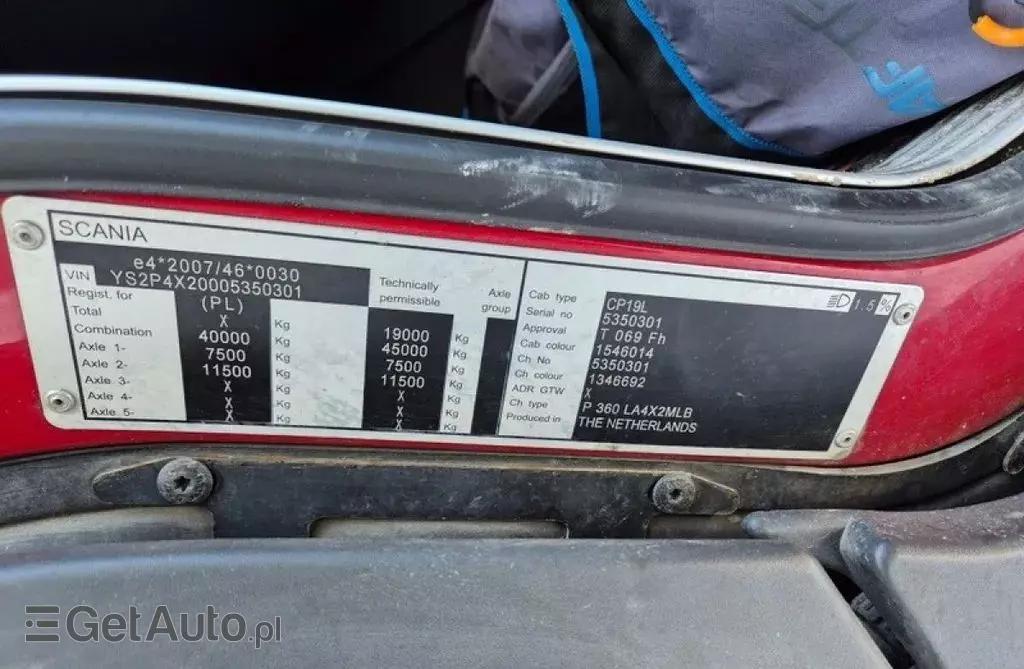 SCANIA
e4*2007/46*0030
VIN YS2P4X20005350301
Regist. for (PL) Technically permissible Axle group
Total X Kg 19000 Kg
Combination 40000 Kg 45000 Kg
Axle 1- 7500 Kg 7500 Kg
Axle 2- 11500 Kg 11500 Kg
Axle 3- X Kg X Kg
Axle 4- X Kg X Kg
Axle 5- X Kg X Kg
Cab type CP19L 1.5%
Serial no 5350301
Approval T 069 Fh
Cab colour 1546014
Ch No 5350301
Ch colour 1346692
ADR GTW X
Ch type P 360 LA4X2MLB
Produced in THE NETHERLANDS
GetAuto.pl